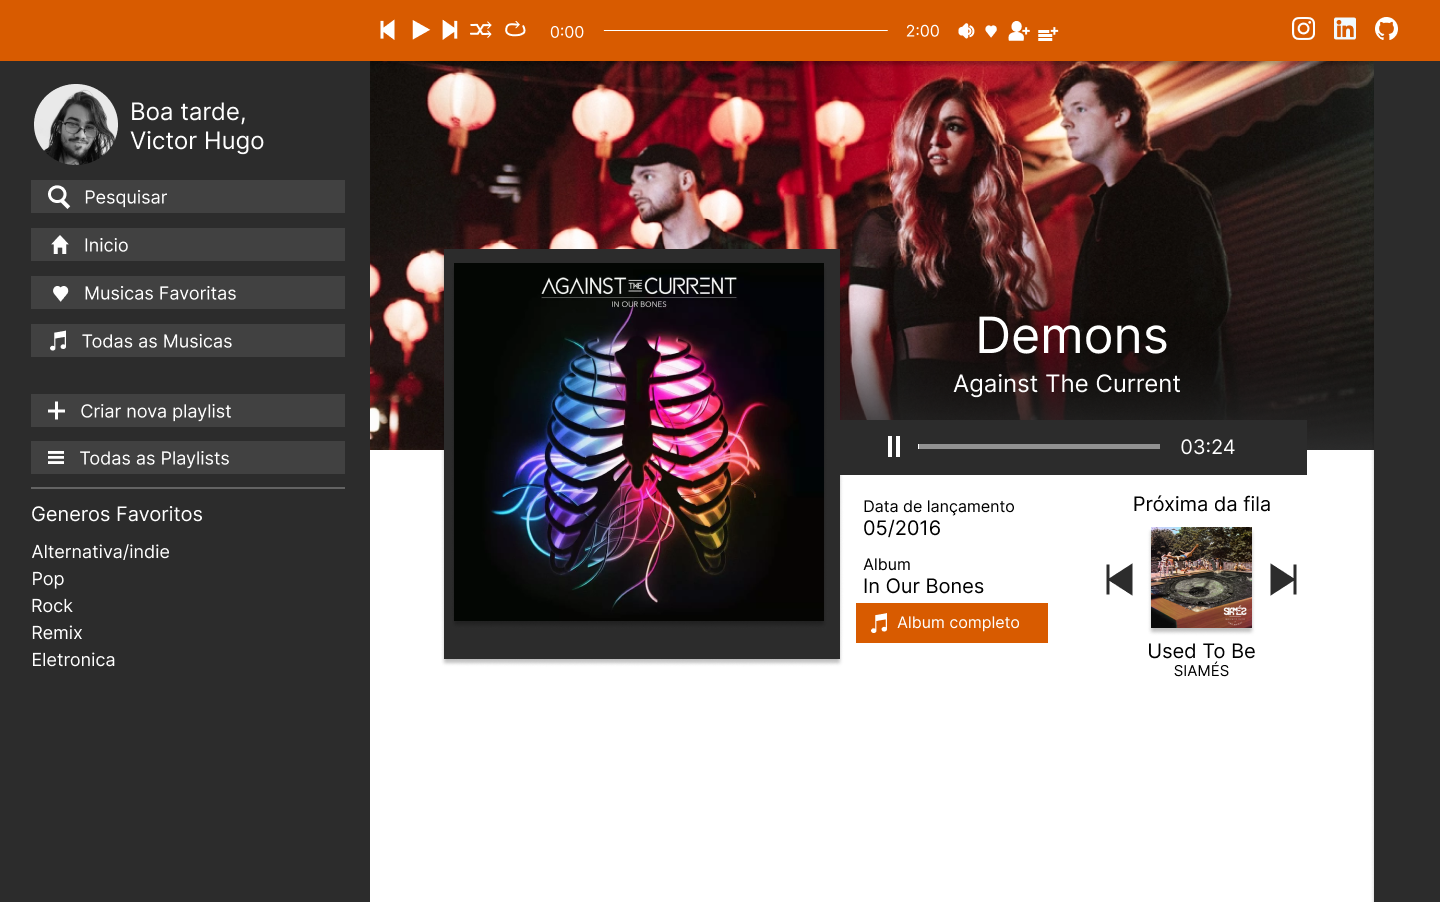 0:00
2:00
Boa tarde,
Victor Hugo
Pesquisar
Inicio
Musicas Favoritas
Todas as Musicas
Criar nova playlist
Todas as Playlists
Generos Favoritos
Alternativa/indie
Pop
Rock
Remix
Eletronica
AGAINST THE CURRENT
IN OUR BONES
Demons
Against The Current
03:24
Data de lançamento
05/2016
Album
In Our Bones
Album completo
Próxima da fila
SIAMÉS
Used To Be
SIAMÉS